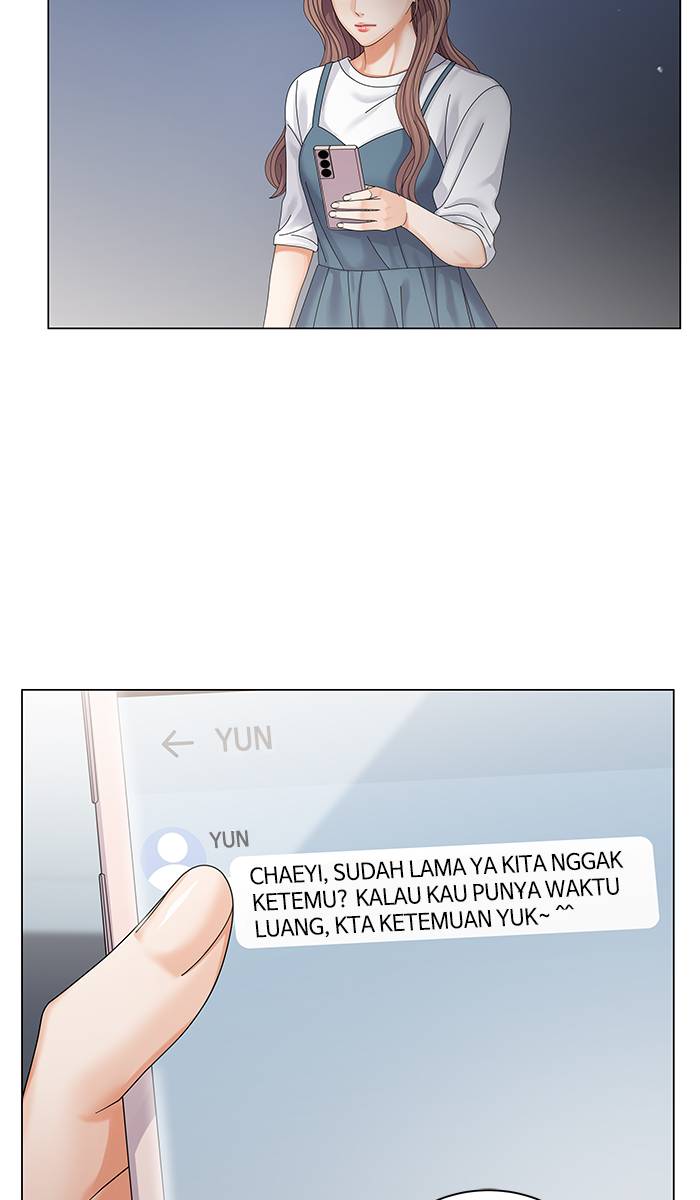 YUN
YUN
CHAEYI, SUDAH LAMA YA KITA NGGAK
KETEMU? KALAU KAU PUNYA WAKTU
LUANG, KTA KETEMUAN YUK~ ^^